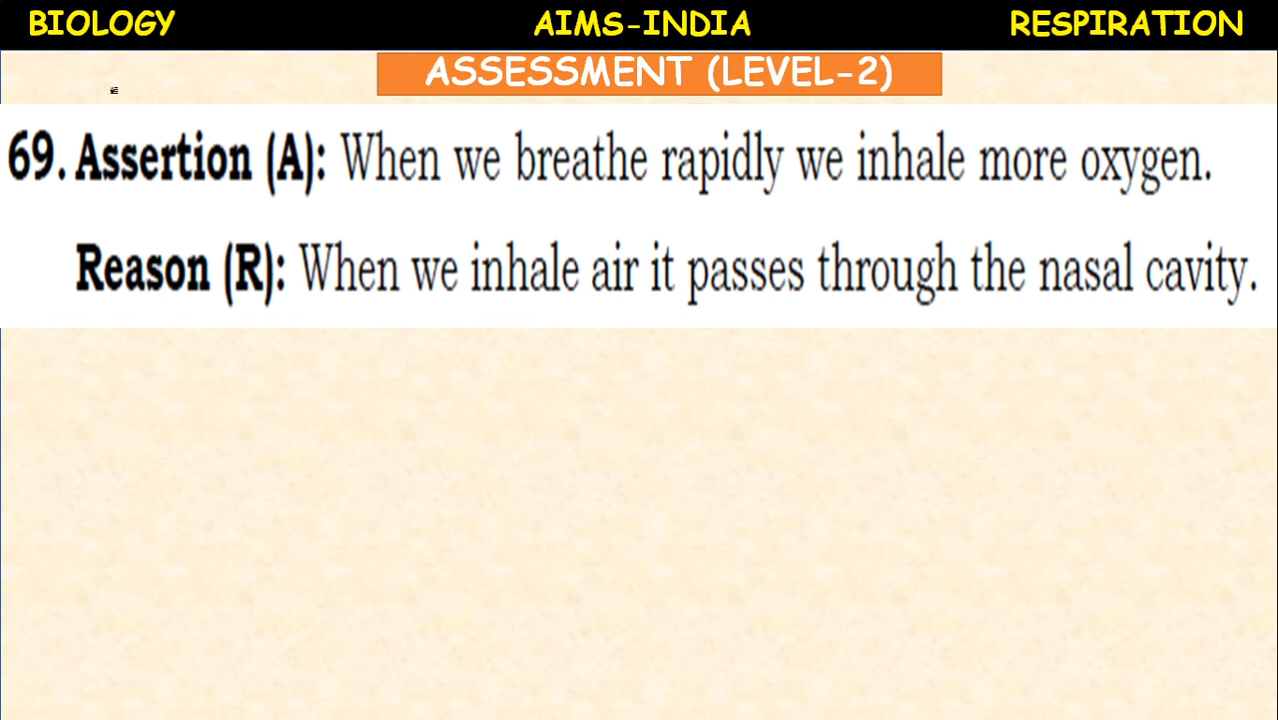 BIOLOGY AIMS-INDIA RESPIRATION
ASSESSMENT (LEVEL-2)
69. Assertion (A): When we breathe rapidly we inhale more oxygen.
Reason (R): When we inhale air it passes through the nasal cavity.